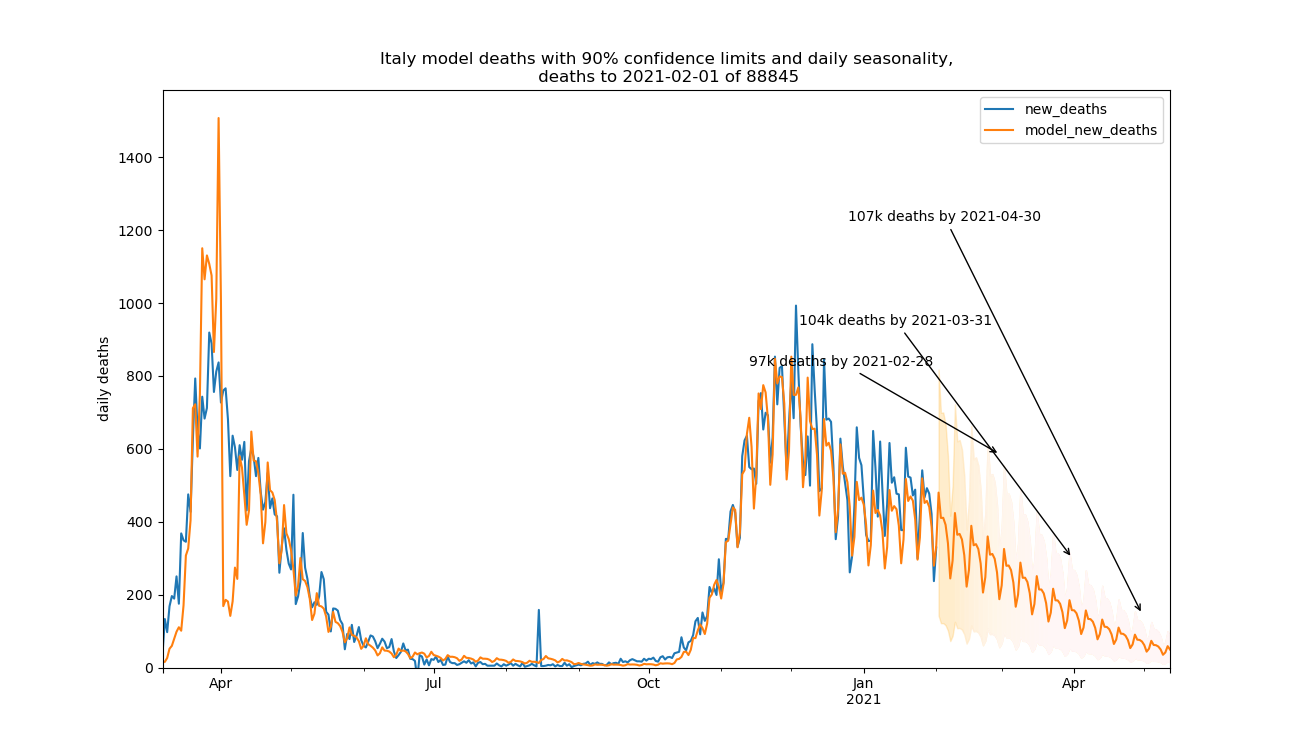 Italy model deaths with 90% confidence limits and daily seasonality,
deaths to 2021-02-01 of 88845
new_deaths
model_new_deaths
daily deaths
1400
1200
1000
800
600
400
200
0
107k deaths by 2021-04-30
104k deaths by 2021-03-31
97k deaths by 2021-02-28
Apr
Jul
Oct
Jan
2021
Apr